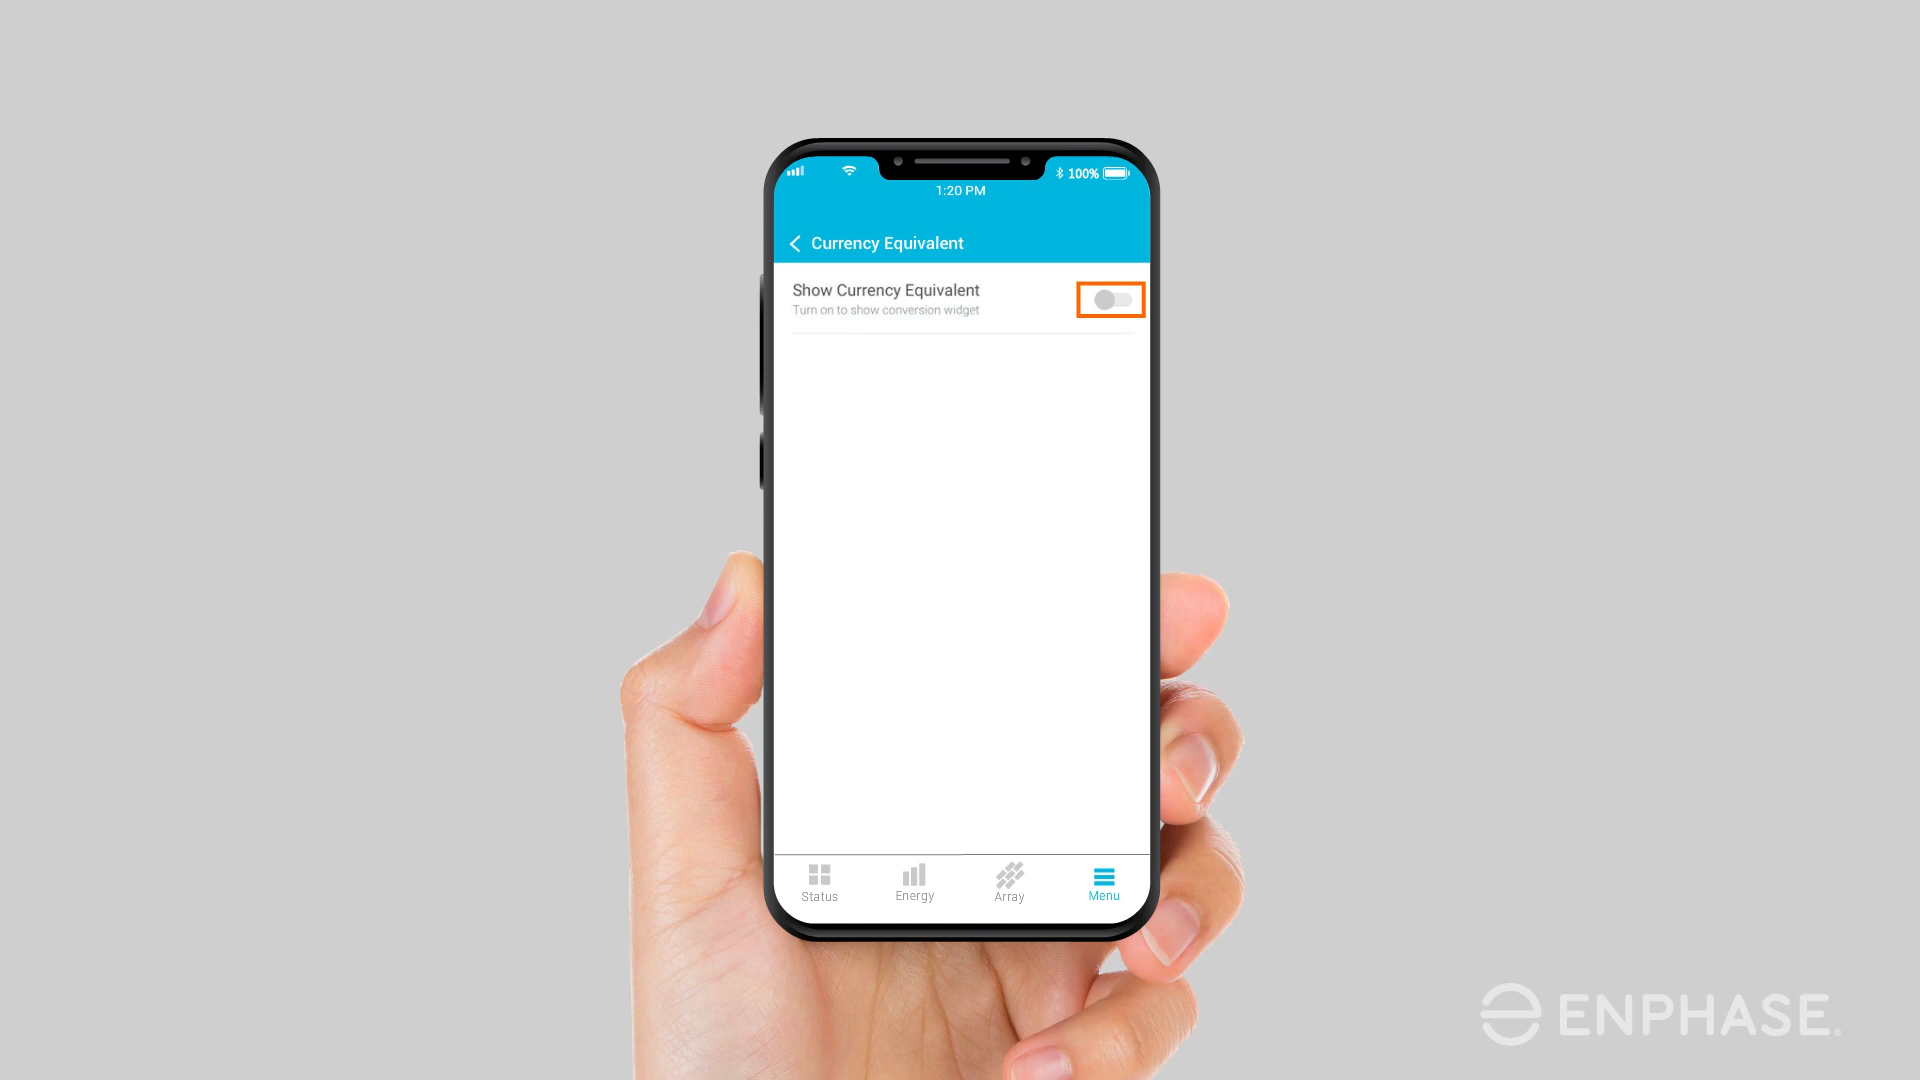 100%
1:20 PM
Currency Equivalent
Show Currency Equivalent
Turn on to show conversion widget
Status
Energy
Array
Menu
ENPHASE.